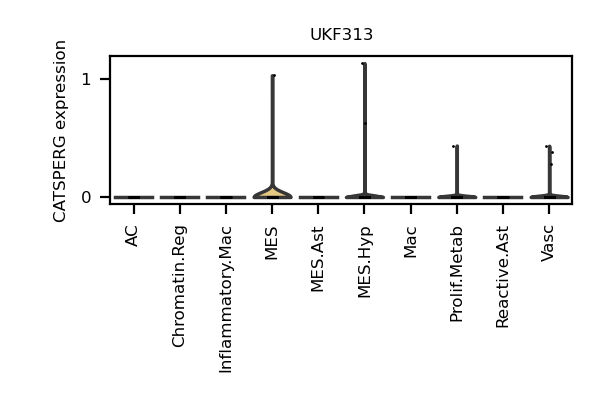 UKF313
CATSPERG expression
1
0
AC
Chromatin.Reg
Inflammatory.Mac
MES
MES.Ast
MES.Hyp
Mac
Prolif.Metab
Reactive.Ast
Vasc